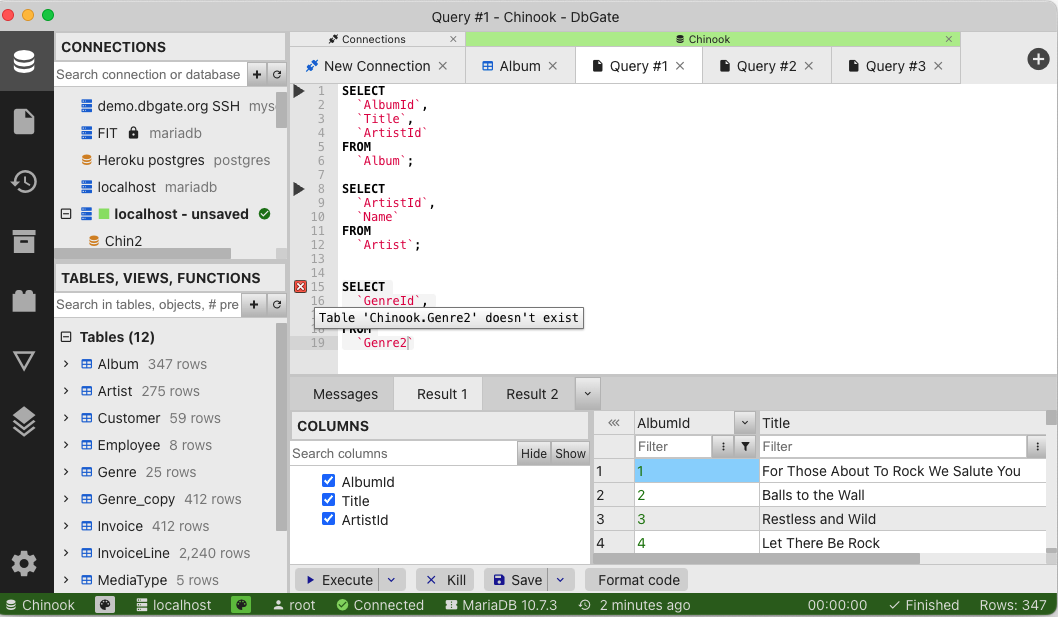 Query #1 - Chinook - DbGate
CONNECTIONS
Search connection or database
demo.dbgate.org SSH mys
FIT mariadb
Heroku postgres postgres
localhost mariadb
localhost - unsaved
Chin2
TABLES, VIEWS, FUNCTIONS
Search in tables, objects, # pre
Tables (12)
Album 347 rows
Artist 275 rows
Customer 59 rows
Employee 8 rows
Genre 25 rows
Genre_copy 412 rows
Invoice 412 rows
InvoiceLine 2,240 rows
MediaType 5 rows
Connections Chinook
New Connection Album Query #1 Query #2 Query #3
1 SELECT
2 `AlbumId`,
3 `Title`,
4 `ArtistId`
5 FROM
6 `Album`;
7
8 SELECT
9 `ArtistId`,
10 `Name`
11 FROM
12 `Artist`;
13
14
15 SELECT
16 `GenreId`,
Table 'Chinook.Genre2' doesn't exist
18 FROM
19 `Genre2`
Messages Result 1 Result 2
COLUMNS
Search columns Hide Show
AlbumId
Title
ArtistId
AlbumId Title
Filter Filter
1 1 For Those About To Rock We Salute You
2 2 Balls to the Wall
3 3 Restless and Wild
4 4 Let There Be Rock
Execute Kill Save Format code
Chinook localhost root Connected MariaDB 10.7.3 2 minutes ago 00:00:00 Finished Rows: 347